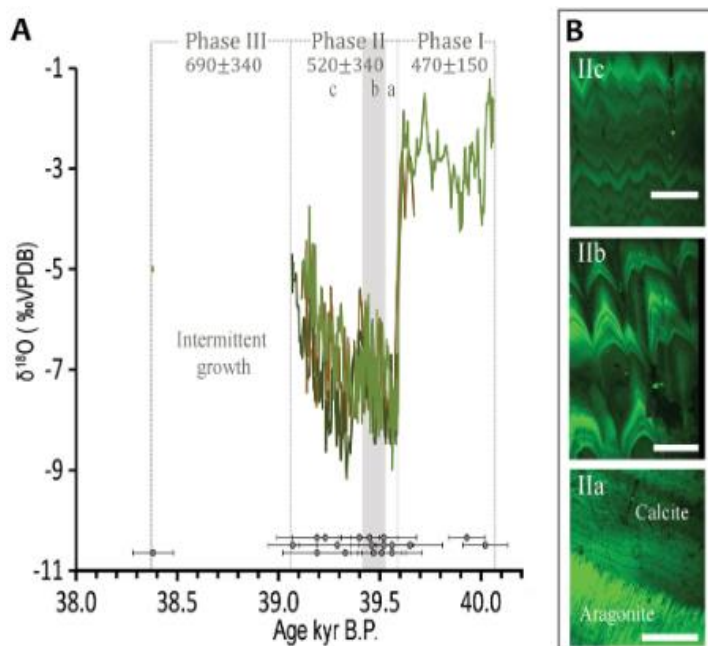 A
Phase III
690±340
Phase II
520±340
c
b
a
Phase I
470±150
-1
-3
-5
-7
-9
-11
δ¹⁸O ( ‰VPDB)
Intermittent
growth
38.0
38.5
39.0
39.5
40.0
Age kyr B.P.
B
IIc
IIb
IIa
Calcite
Aragonite